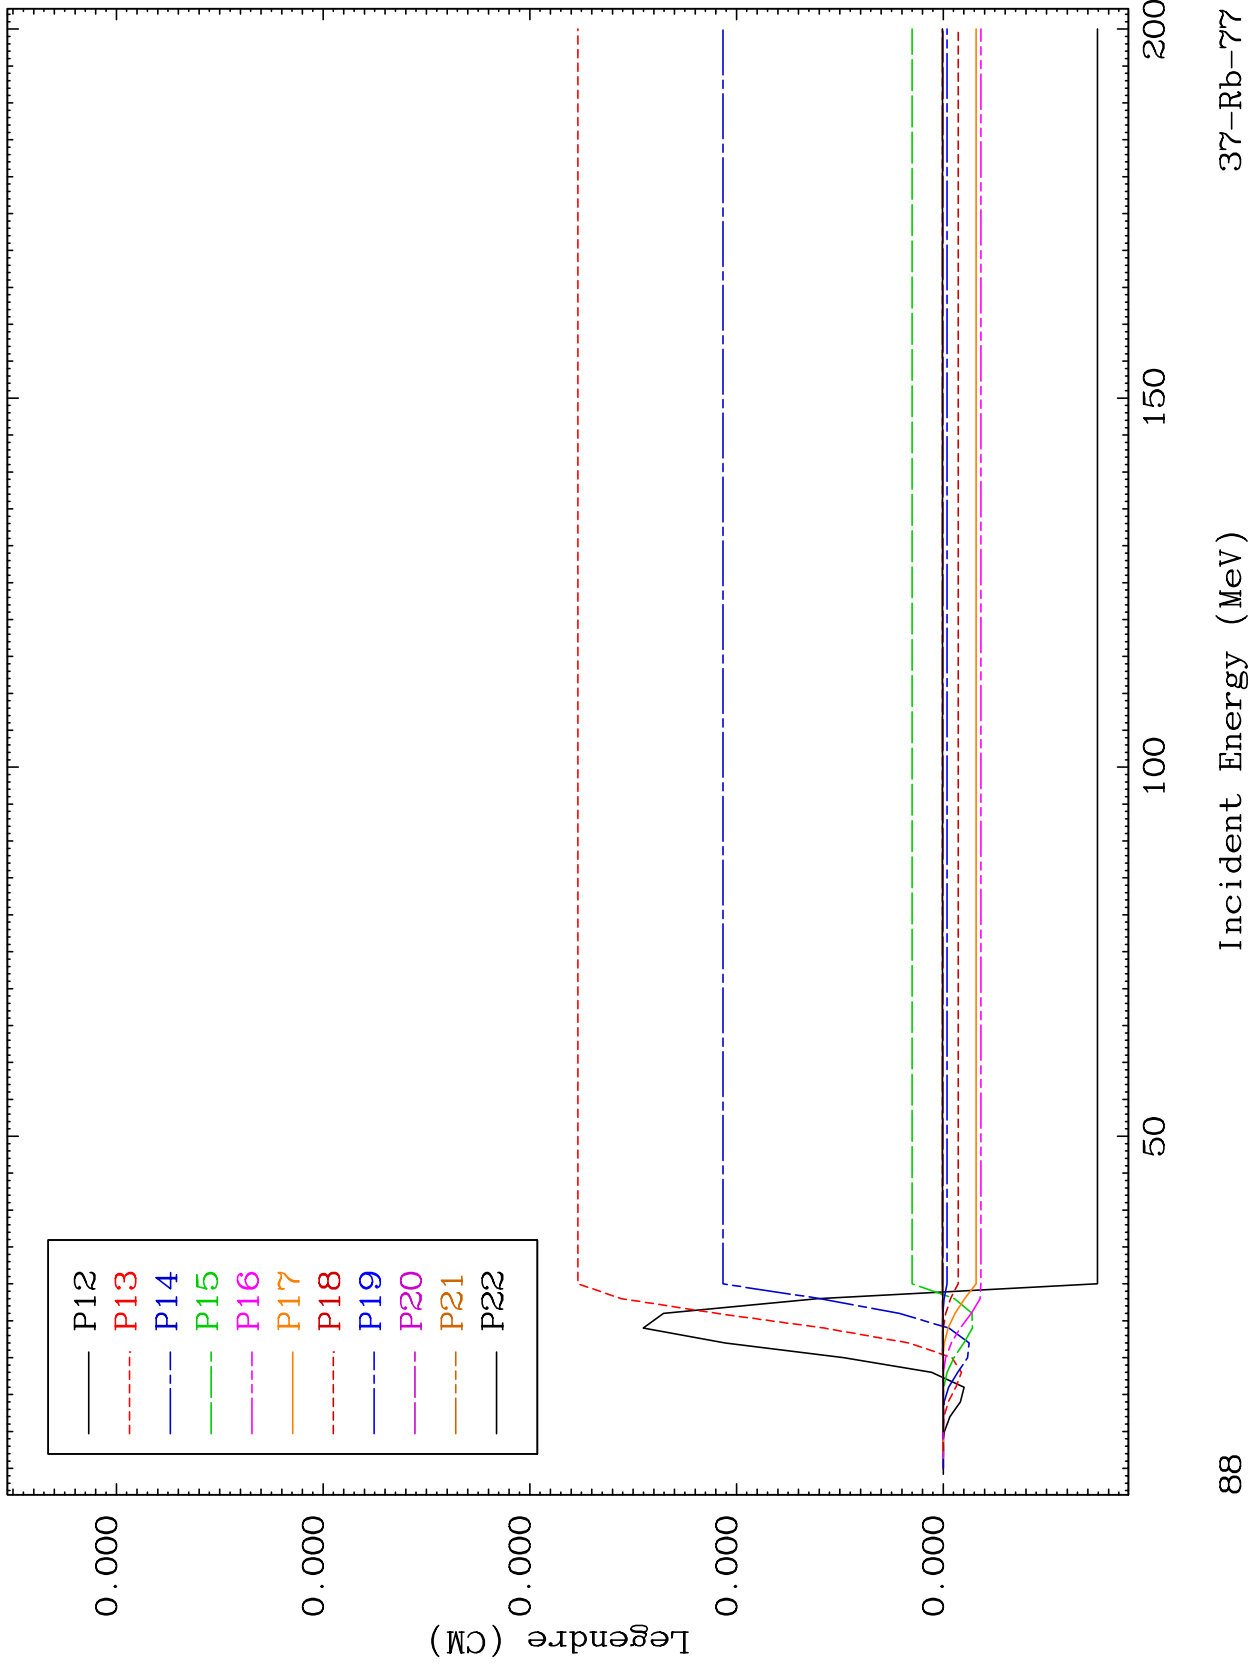 P12
P13
P14
P15
P16
P17
P18
P19
P20
P21
P22
Legendre (CM)
0.000
0.000
0.000
0.000
0.000
50
100
150
200
88
Incident Energy (MeV)
37-Rb-77